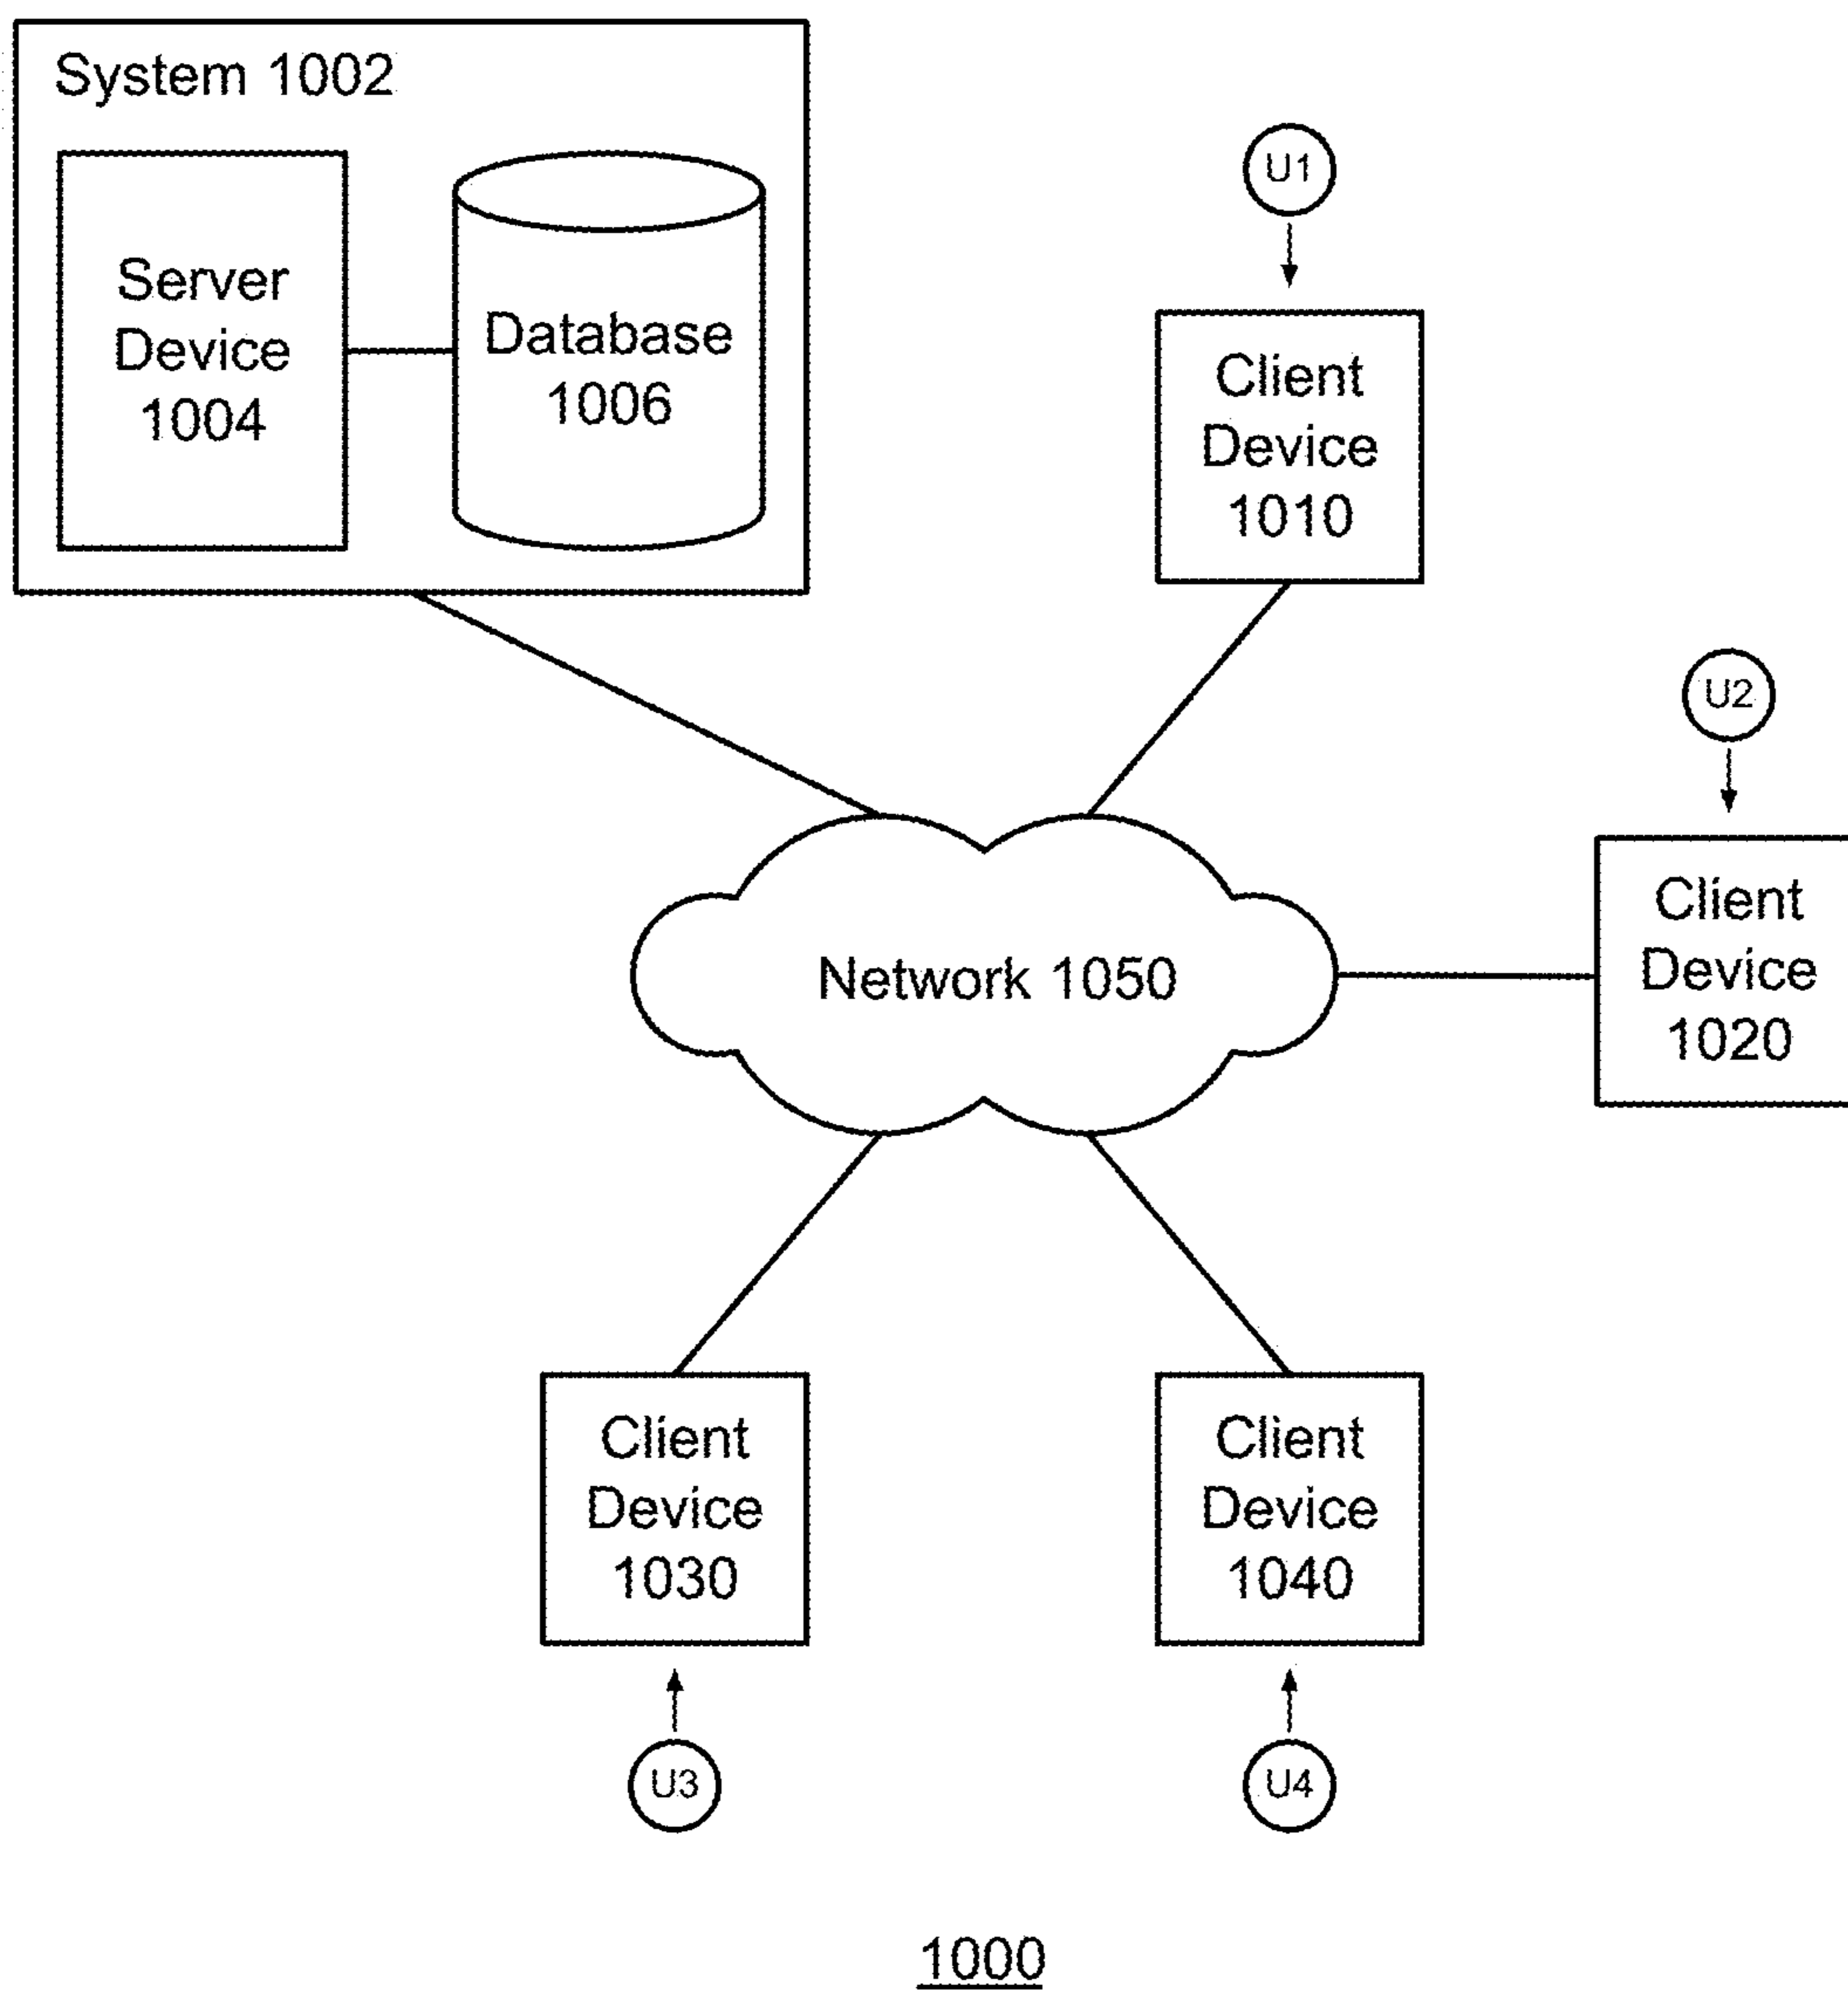 System 1002
Server
Device
1004
Database
1006
U1
Client
Device
1010
U2
Client
Device
1020
Network 1050
Client
Device
1030
Client
Device
1040
U3
U4
1000